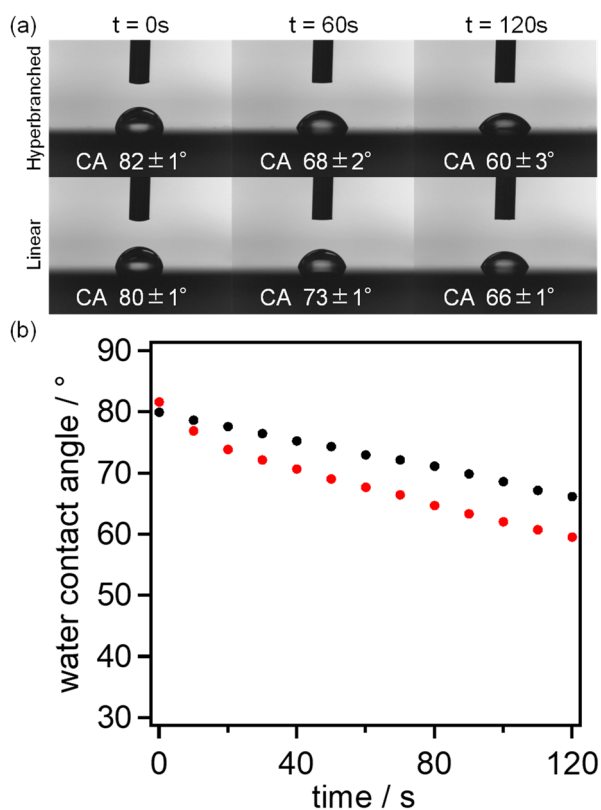 (a)
t = 0s t = 60s t = 120s
Hyperbranched
CA 82±1° CA 68±2° CA 60±3°
Linear
CA 80±1° CA 73±1° CA 66±1°
(b)
water contact angle / °
90
80
70
60
50
40
30
0 40 80 120
time / s